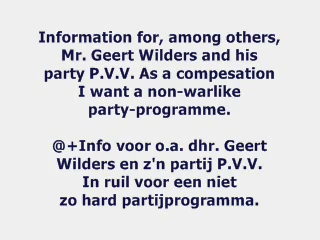 Information for, among others,
Mr. Geert Wilders and his
party P.V.V. As a compesation
I want a non-warlike
party-programme.
@+Info voor o.a. dhr. Geert
Wilders en z'n partij P.V.V.
In ruil voor een niet
zo hard partijprogramma.